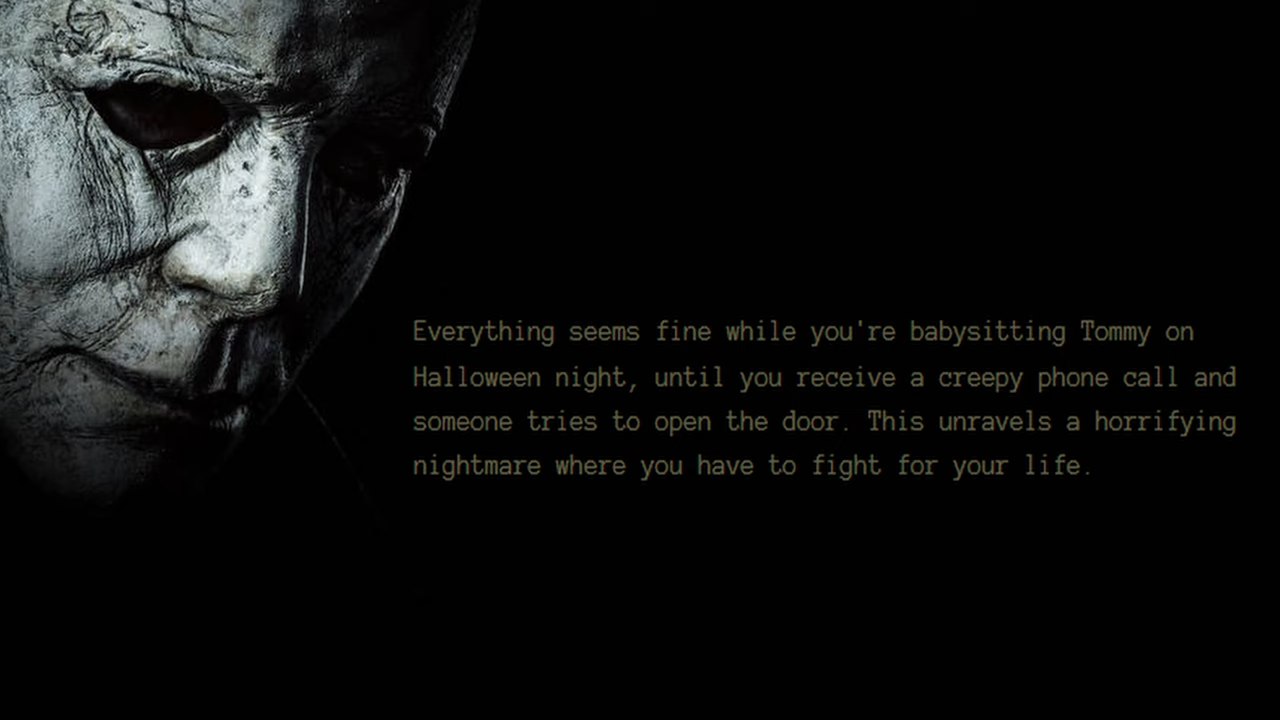 Everything seems fine while you're babysitting Tommy on
Halloween night, until you receive a creepy phone call and
someone tries to open the door. This unravels a horrifying
nightmare where you have to fight for your life.